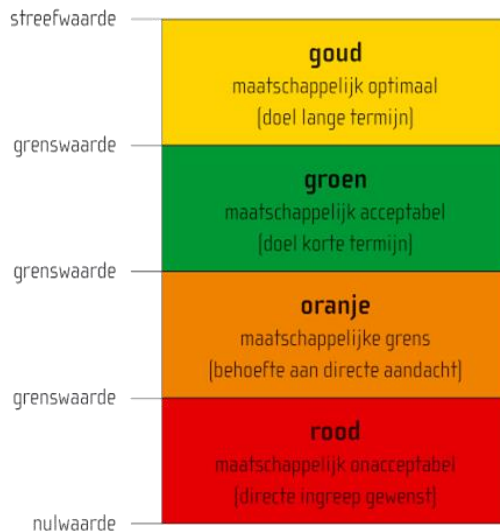 streefwaarde
goud
maatschappelijk optimaal
(doel lange termijn)
grenswaarde
groen
maatschappelijk acceptabel
(doel korte termijn)
grenswaarde
oranje
maatschappelijke grens
(behoefte aan directe aandacht)
grenswaarde
rood
maatschappelijk onacceptabel
(directe ingreep gewenst)
nulwaarde